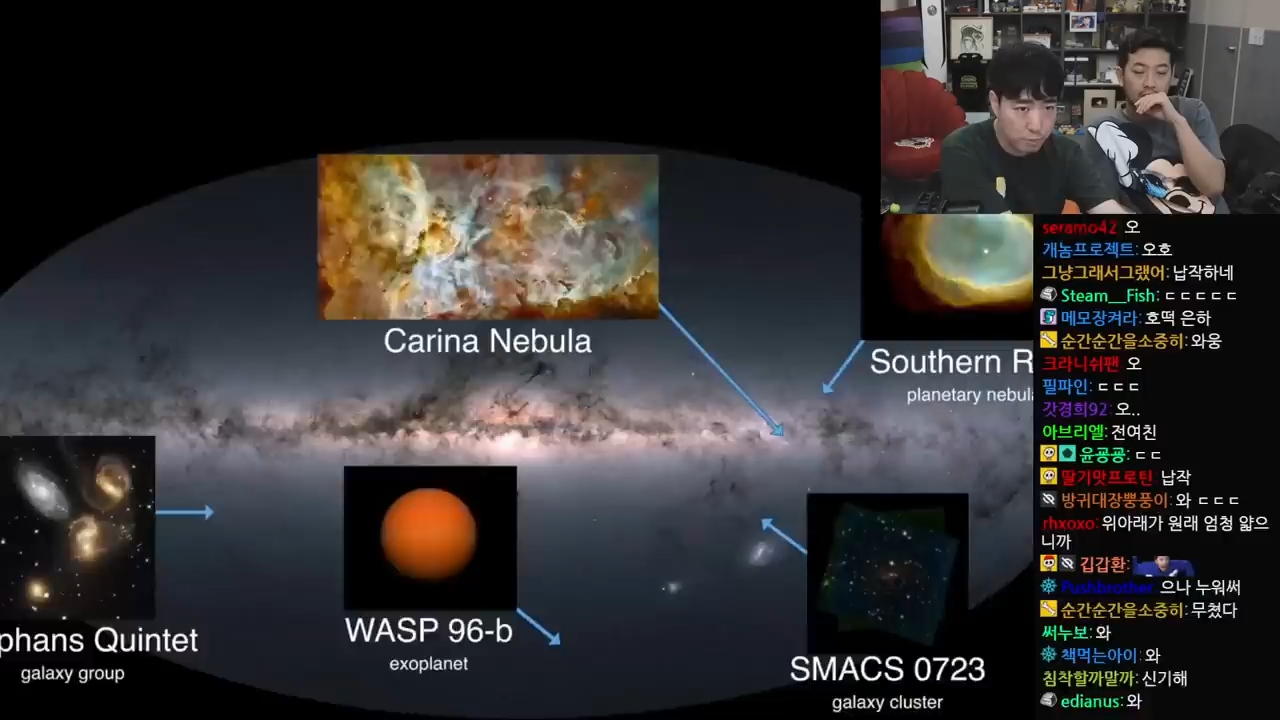 Carina Nebula
Southern R
planetary nebula
phans Quintet
galaxy group
WASP 96-b
exoplanet
SMACS 0723
galaxy cluster
seramo42 오
개놈프로젝트: 오호
그냥그래서그랬어: 납작하네
Steam__Fish: ㄷㄷㄷㄷㄷ
메모장켜라: 호떡 은하
순간순간을소중히: 와웅
크라니쉬팬 오
필파인: ㄷㄷㄷ
갓경희92: 오..
아브리엘: 전여친
윤굥굥: ㄷㄷ
딸기맛프로틴 납작
방귀대장뿡풍이: 와 ㄷㄷㄷ
rhxoxo: 위아래가 원래 엄청 얇으
니까
김갑환:
Pushbrother 으나 누워써
순간순간을소중히: 무쳤다
써누보: 와
책먹는아이: 와
침착할까말까: 신기해
edianus: 와